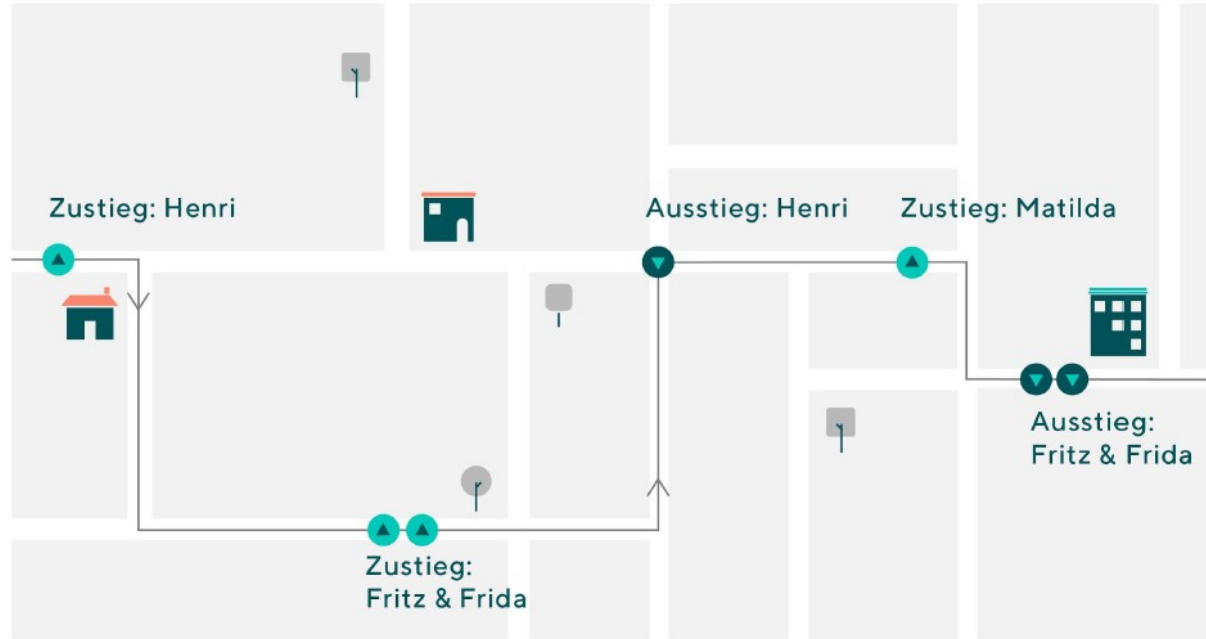 Zustieg: Henri
Ausstieg: Henri
Zustieg: Matilda
Ausstieg:
Fritz & Frida
Zustieg:
Fritz & Frida